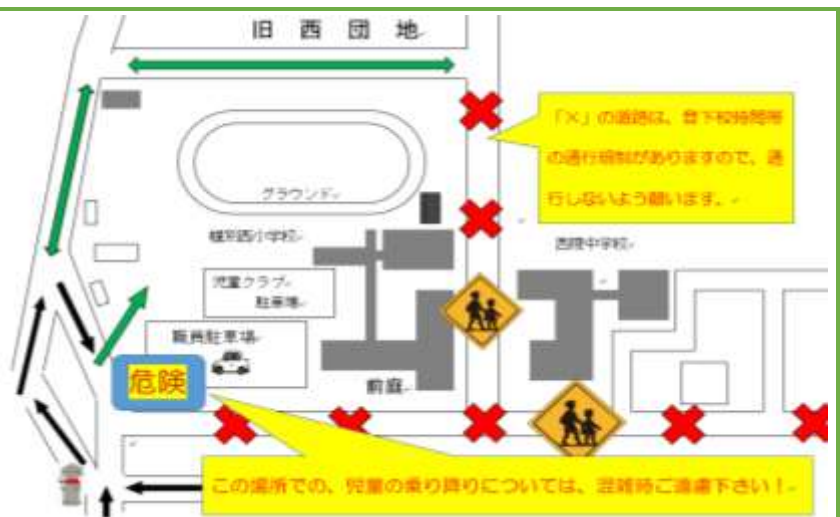 旧西団地
「×」の道路は、登下校時間帯
の通行規制がありますので、通
行しないよう願います。
グラウンド
幌別西小学校
西陵中学校
児童クラブ
駐車場
職員駐車場
危険
前庭
この場所での、児童の乗り降りについては、混雑時ご遠慮下さい！